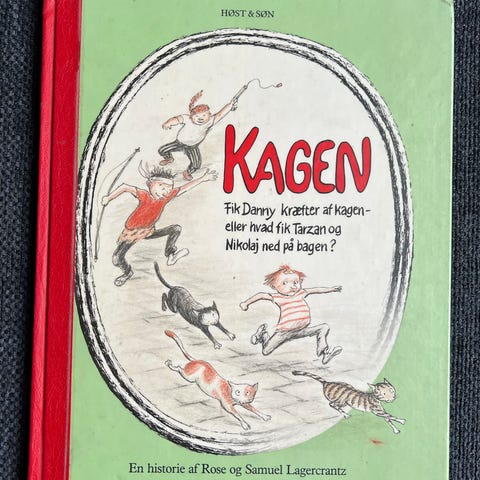 HØST & SØN
KAGEN
Fik Danny kræfter af kagen-
eller hvad fik Tarzan og
Nikolaj ned på bagen?
En historie af Rose og Samuel Lagercrantz